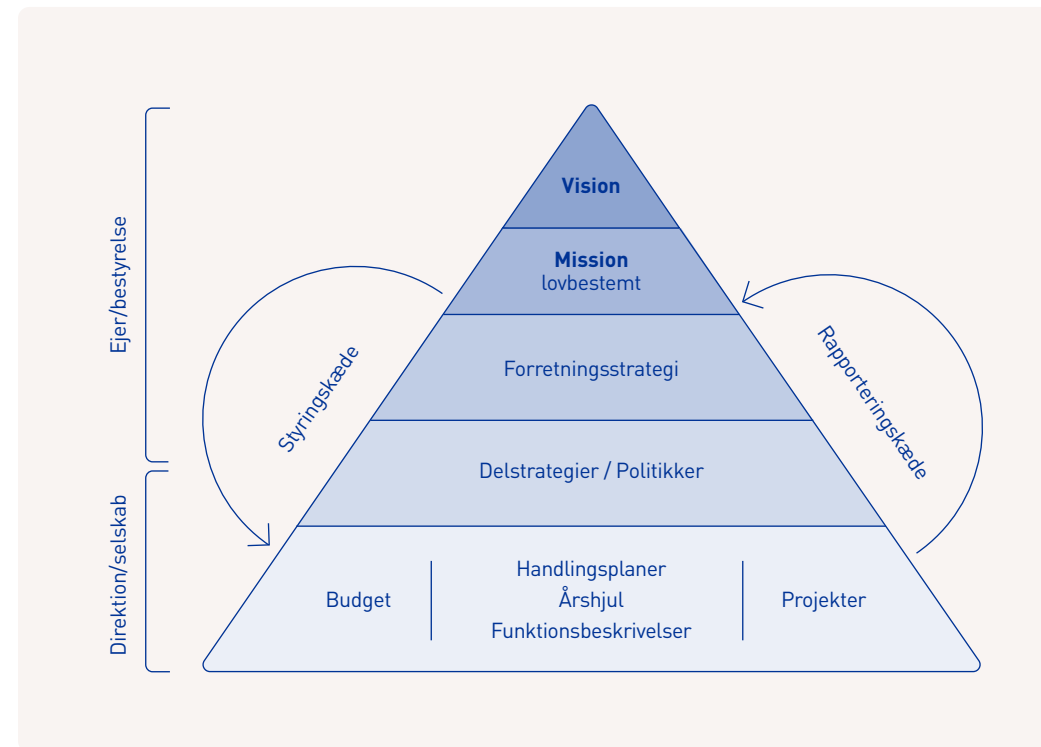 Vision
Mission
lovbestemt
Forretningsstrategi
Delstrategier / Politikker
Budget
Handlingsplaner
Årshjul
Funktionsbeskrivelser
Projekter
Ejer/bestyrelse
Direktion/selskab
Styringskæde
Rapporteringskæde